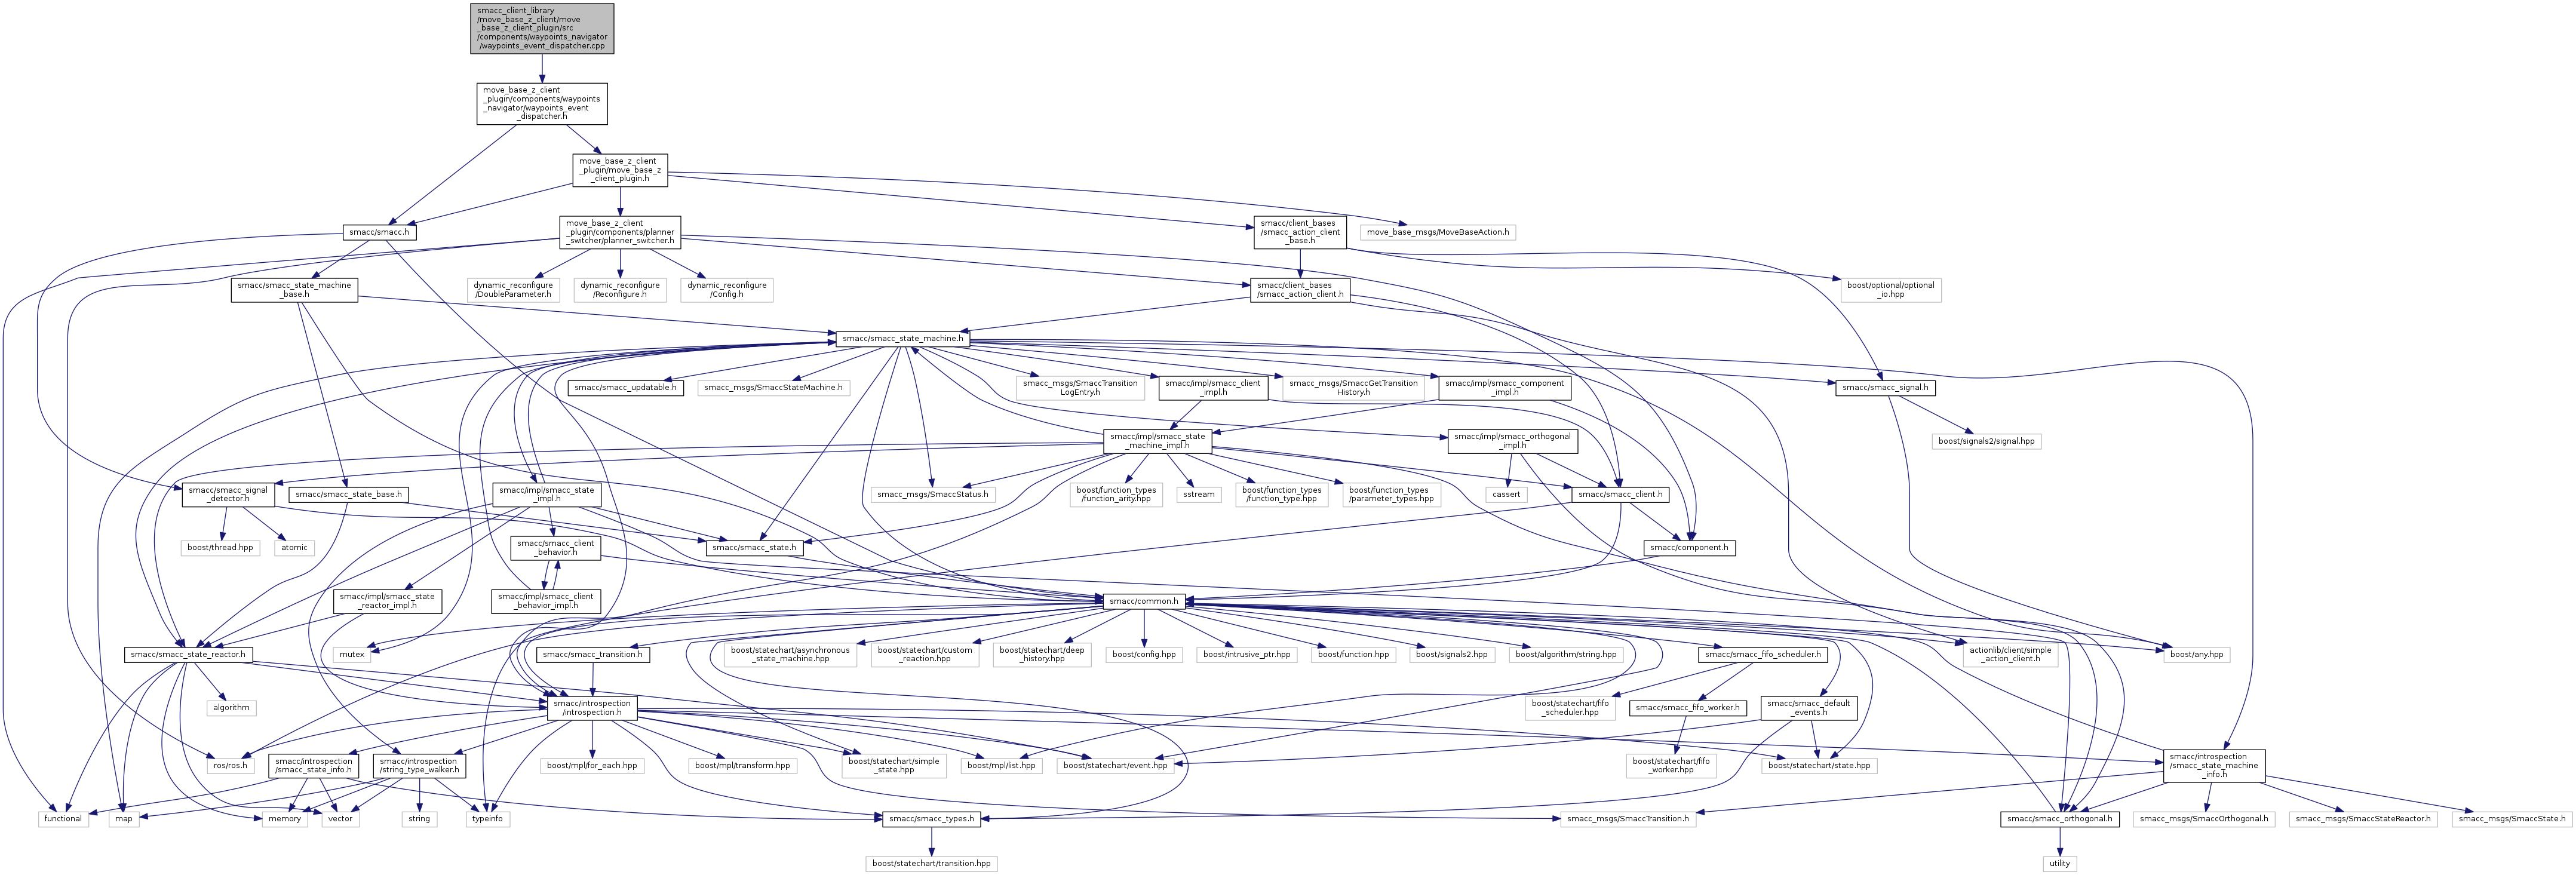 smacc_client_library
/move_base_z_client/move
_base_z_client_plugin/src
/components/waypoints_navigator
/waypoints_event_dispatcher.cpp
move_base_z_client
_plugin/components/waypoints
_navigator/waypoints_event
_dispatcher.h
move_base_z_client
_plugin/move_base_z
_client_plugin.h
smacc/smacc.h
move_base_z_client
_plugin/components/planner
_switcher/planner_switcher.h
smacc/client_bases
/smacc_action_client
_base.h
move_base_msgs/MoveBaseAction.h
smacc/smacc_state_machine
_base.h
dynamic_reconfigure
/DoubleParameter.h
dynamic_reconfigure
/Reconfigure.h
dynamic_reconfigure
/Config.h
smacc/client_bases
/smacc_action_client.h
boost/optional/optional
_io.hpp
smacc/smacc_state_machine.h
smacc/smacc_updatable.h
smacc_msgs/SmaccStateMachine.h
smacc_msgs/SmaccTransition
LogEntry.h
smacc/impl/smacc_client
_impl.h
smacc_msgs/SmaccGetTransition
History.h
smacc/impl/smacc_component
_impl.h
smacc/smacc_signal.h
smacc/impl/smacc_state
_machine_impl.h
smacc/impl/smacc_orthogonal
_impl.h
boost/signals2/signal.hpp
smacc/smacc_signal
_detector.h
smacc/smacc_state_base.h
smacc/impl/smacc_state
_impl.h
smacc_msgs/SmaccStatus.h
boost/function_types
/function_arity.hpp
sstream
boost/function_types
/function_type.hpp
boost/function_types
/parameter_types.hpp
cassert
smacc/smacc_client.h
boost/thread.hpp
atomic
smacc/smacc_client
_behavior.h
smacc/smacc_state.h
smacc/component.h
smacc/impl/smacc_state
_reactor_impl.h
smacc/impl/smacc_client
_behavior_impl.h
smacc/common.h
smacc/smacc_state_reactor.h
mutex
smacc/smacc_transition.h
boost/statechart/asynchronous
_state_machine.hpp
boost/statechart/custom
_reaction.hpp
boost/statechart/deep
_history.hpp
boost/config.hpp
boost/intrusive_ptr.hpp
boost/function.hpp
boost/signals2.hpp
boost/algorithm/string.hpp
smacc/smacc_fifo_scheduler.h
actionlib/client/simple
_action_client.h
boost/any.hpp
algorithm
smacc/introspection
/introspection.h
boost/statechart/fifo
_scheduler.hpp
smacc/smacc_fifo_worker.h
smacc/smacc_default
_events.h
ros/ros.h
smacc/introspection
/smacc_state_info.h
smacc/introspection
/string_type_walker.h
boost/mpl/for_each.hpp
boost/mpl/transform.hpp
boost/statechart/simple
_state.hpp
boost/mpl/list.hpp
boost/statechart/event.hpp
boost/statechart/fifo
_worker.hpp
boost/statechart/state.hpp
smacc/introspection
/smacc_state_machine
_info.h
functional
map
memory
vector
string
typeinfo
smacc/smacc_types.h
smacc_msgs/SmaccTransition.h
smacc/smacc_orthogonal.h
smacc_msgs/SmaccOrthogonal.h
smacc_msgs/SmaccStateReactor.h
smacc_msgs/SmaccState.h
boost/statechart/transition.hpp
utility